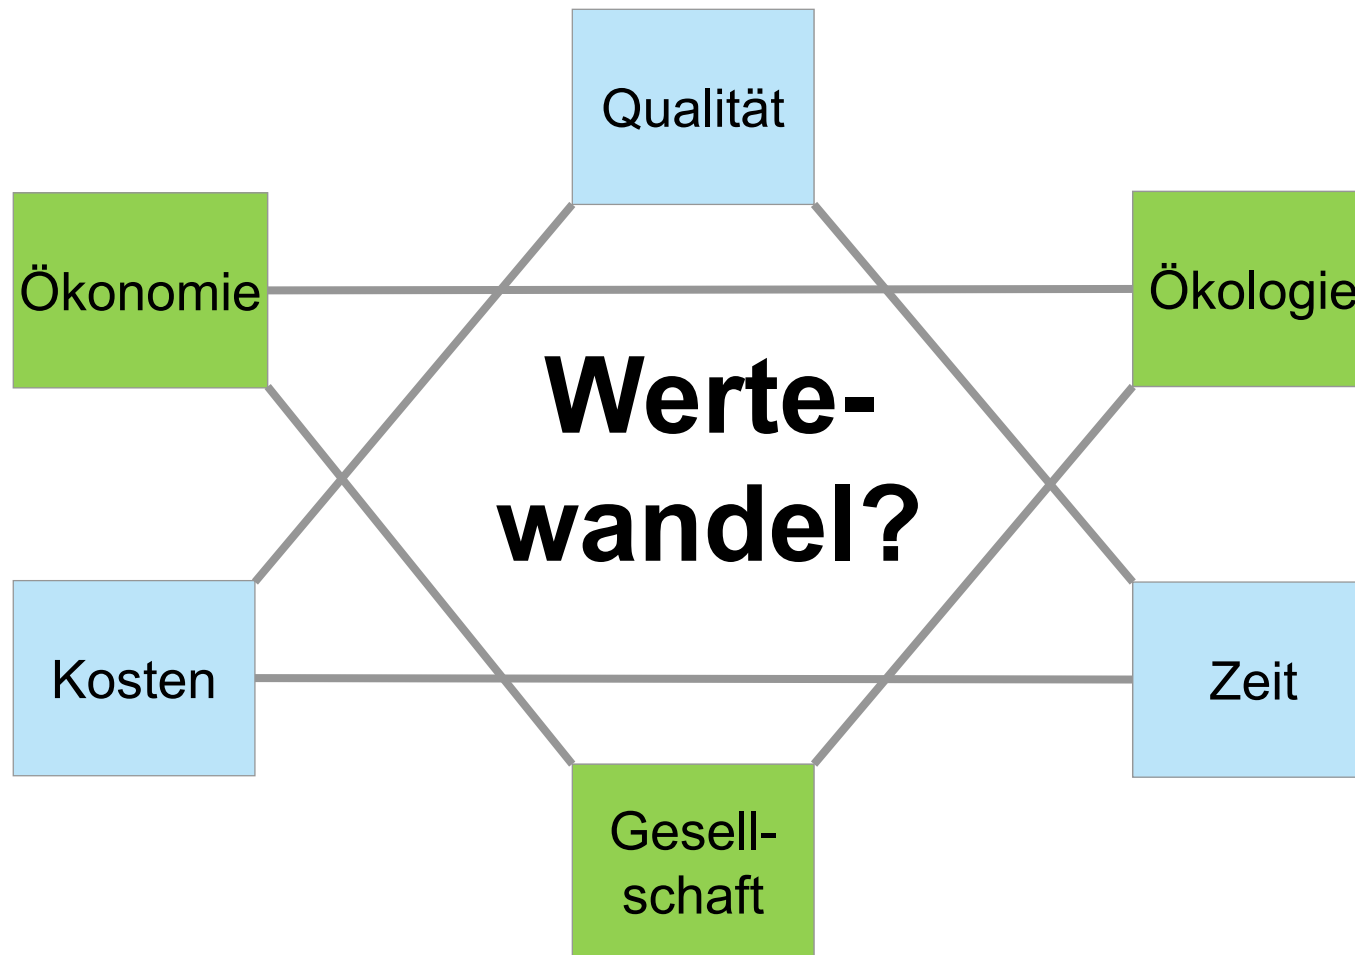 Qualität
Ökonomie
Ökologie
Werte-
wandel?
Kosten
Zeit
Gesell-
schaft